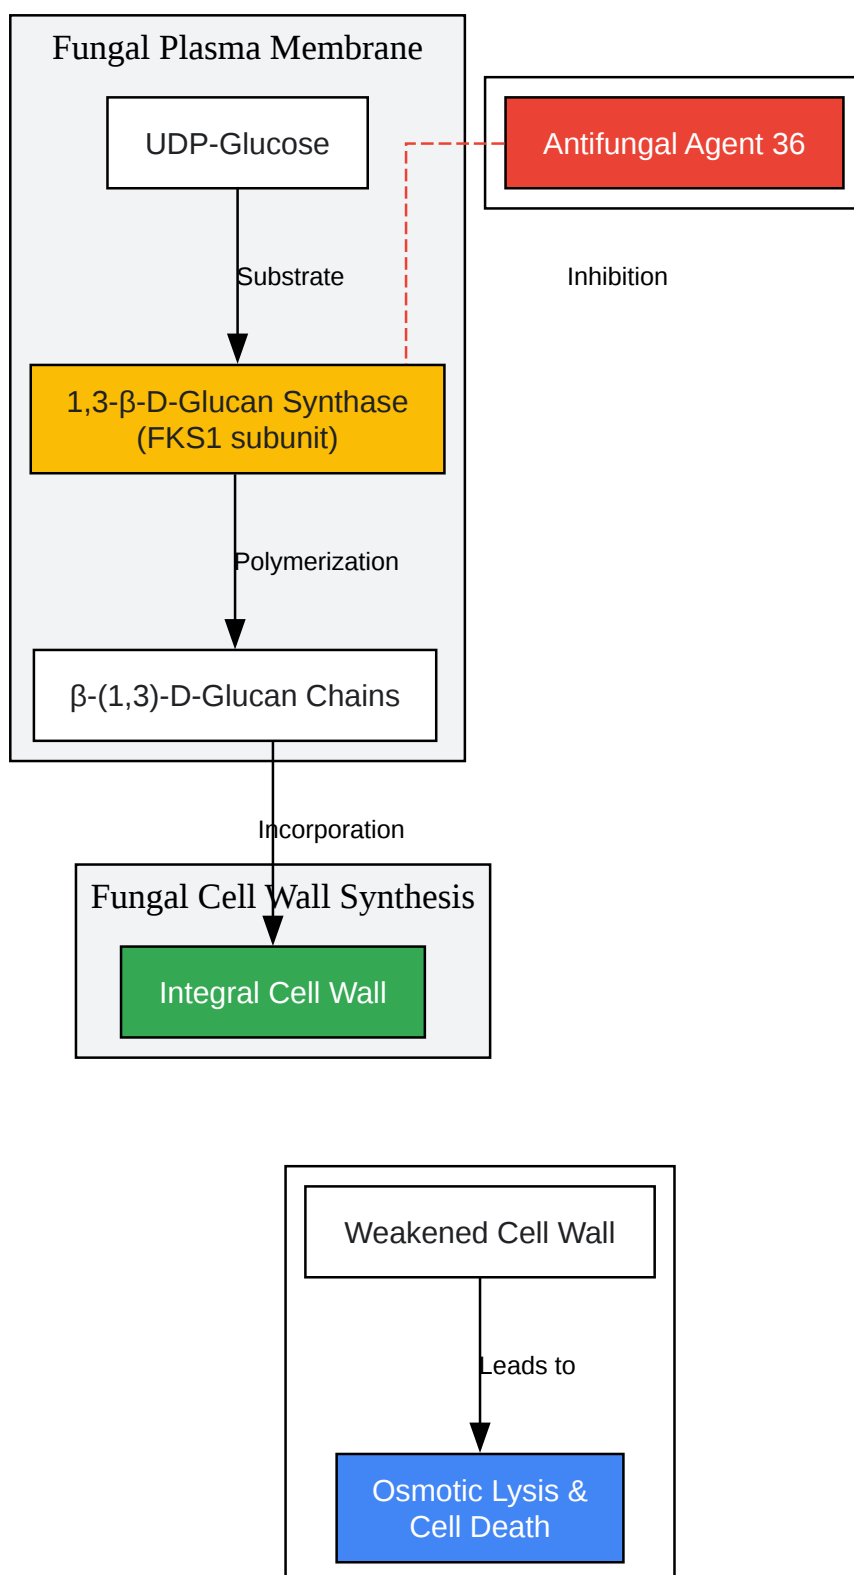 Fungal Plasma Membrane
UDP-Glucose
Antifungal Agent 36
Substrate
Inhibition
1,3-β-D-Glucan Synthase
(FKS1 subunit)
Polymerization
β-(1,3)-D-Glucan Chains
Incorporation
Fungal Cell Wall Synthesis
Integral Cell Wall
Weakened Cell Wall
Leads to
Osmotic Lysis &
Cell Death